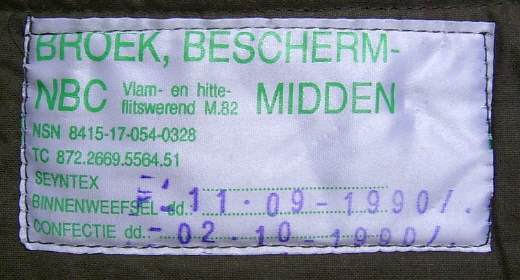 BROEK, BESCHERM-
NBC Vlam- en hitte-
flitswerend M.82 MIDDEN
NSN 8415-17-054-0328
TC 872.2669.5564.51
SEYNTEX
BINNENWEEFSEL dd. 11·09-1990/.
CONFECTIE dd. -02·10-1990/.